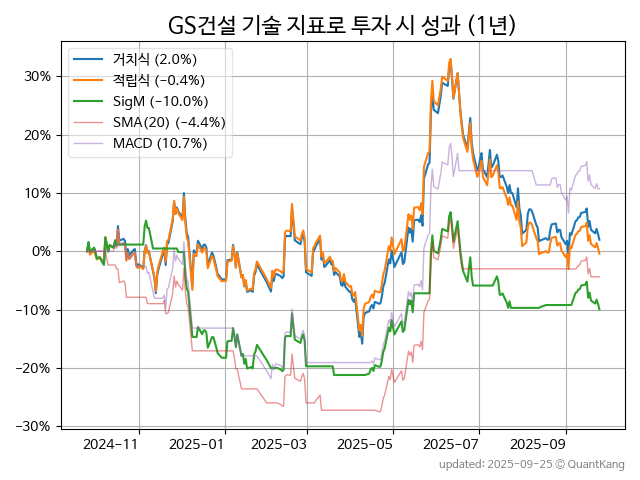 GS건설 기술 지표로 투자 시 성과 (1년)
거치식 (2.0%)
적립식 (−0.4%)
SigM (−10.0%)
SMA(20) (−4.4%)
MACD (10.7%)
30%
20%
10%
0%
−10%
−20%
−30%
2024-11 2025-01 2025-03 2025-05 2025-07 2025-09
updated: 2025-09-25 © QuantKang